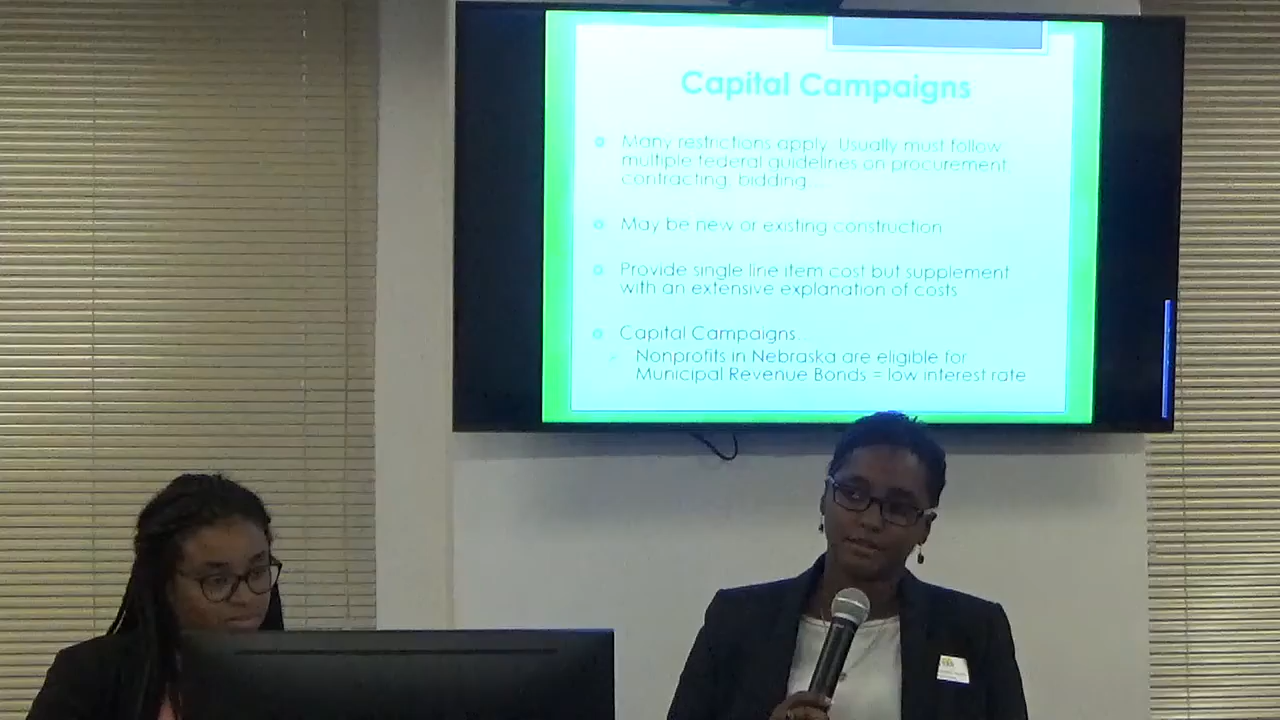 Capital Campaigns
Many restrictions apply. Usually must follow
multiple federal guidelines on procurement,
contracting, bidding....
May be new or existing construction
Provide single line item cost but supplement
with an extensive explanation of costs
Capital Campaigns...
Nonprofits in Nebraska are eligible for
Municipal Revenue Bonds = low interest rate